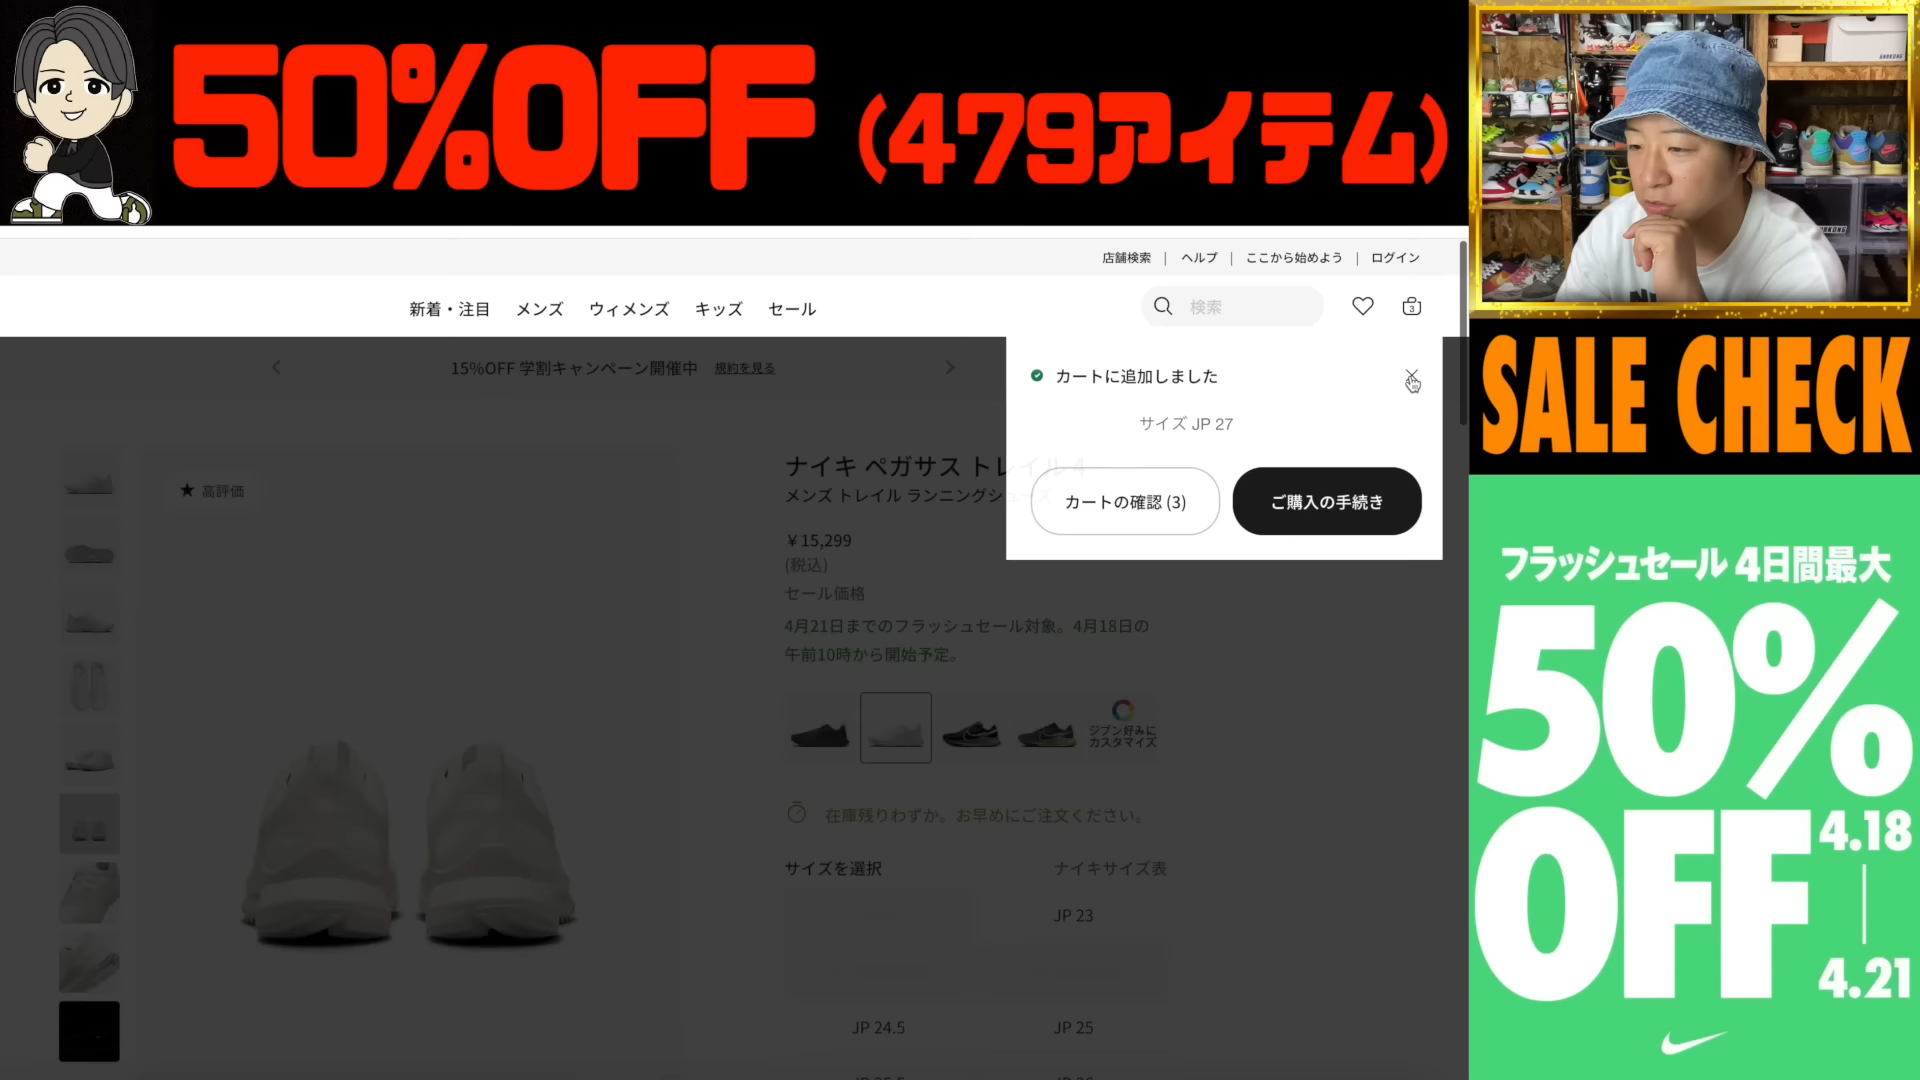 50%OFF (479アイテム)
店舗検索 | ヘルプ | ここから始めよう | ログイン
新着・注目 メンズ ウィメンズ キッズ セール
検索
3
15%OFF 学割キャンペーン開催中 規約を見る
カートに追加しました
サイズ JP 27
カートの確認 (3)
ご購入の手続き
高評価
ナイキ ペガサス トレイル 4
メンズ トレイル ランニングシューズ
￥15,299
(税込)
セール価格
4月21日までのフラッシュセール対象。4月18日の
午前10時から開始予定。
ジブン好みに
カスタマイズ
在庫残りわずか。お早めにご注文ください。
サイズを選択
ナイキサイズ表
JP 23
JP 24.5
JP 25
SALE CHECK
フラッシュセール 4日間最大
50%
OFF
4.18
4.21